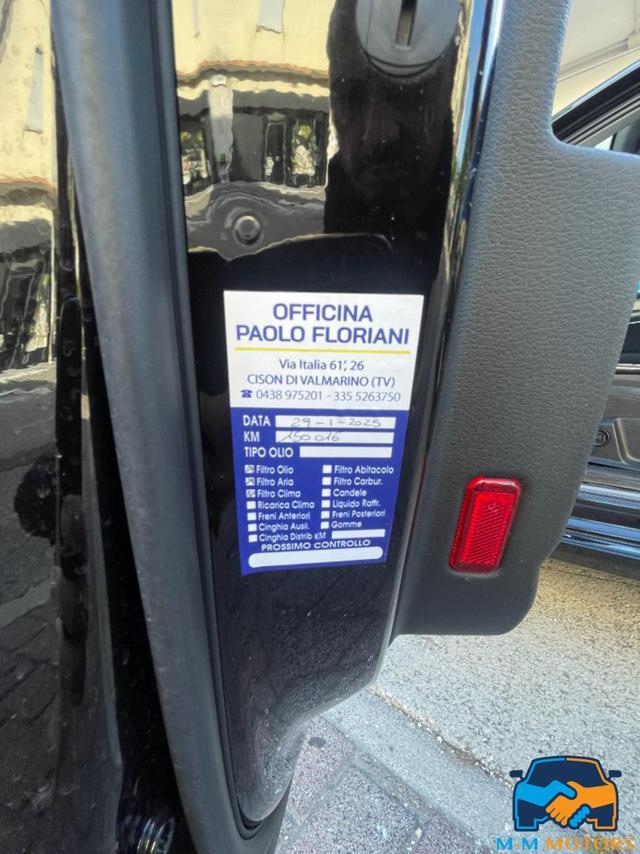 OFFICINA
PAOLO FLORIANI
Via Italia 61', 26
CISON DI VALMARINO (TV)
☎ 0438 975201 - 335 5263750
DATA 29-1-2025
KM 150016
TIPO OLIO
Filtro Olio Filtro Abitacolo
Filtro Aria Filtro Carbur.
Filtro Clima Candele
Ricarica Clima Liquido Raffr.
Freni Anteriori Freni Posteriori
Cinghia Ausil. Gomme
Cinghia Distrib KM
PROSSIMO CONTROLLO
M·M MOTORS